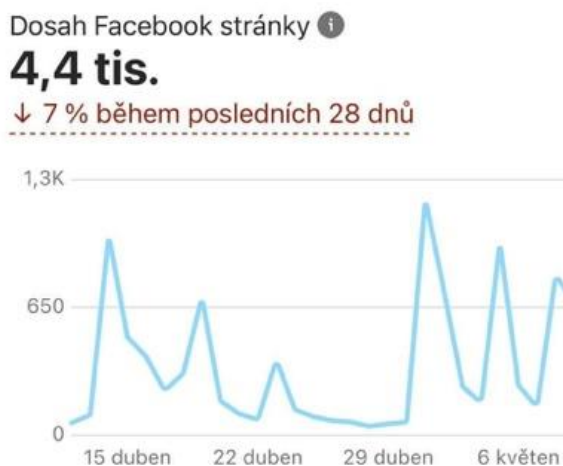 Dosah Facebook stránky
4,4 tis.
↓ 7 % během posledních 28 dnů
1,3K
650
0
15 duben 22 duben 29 duben 6 květen